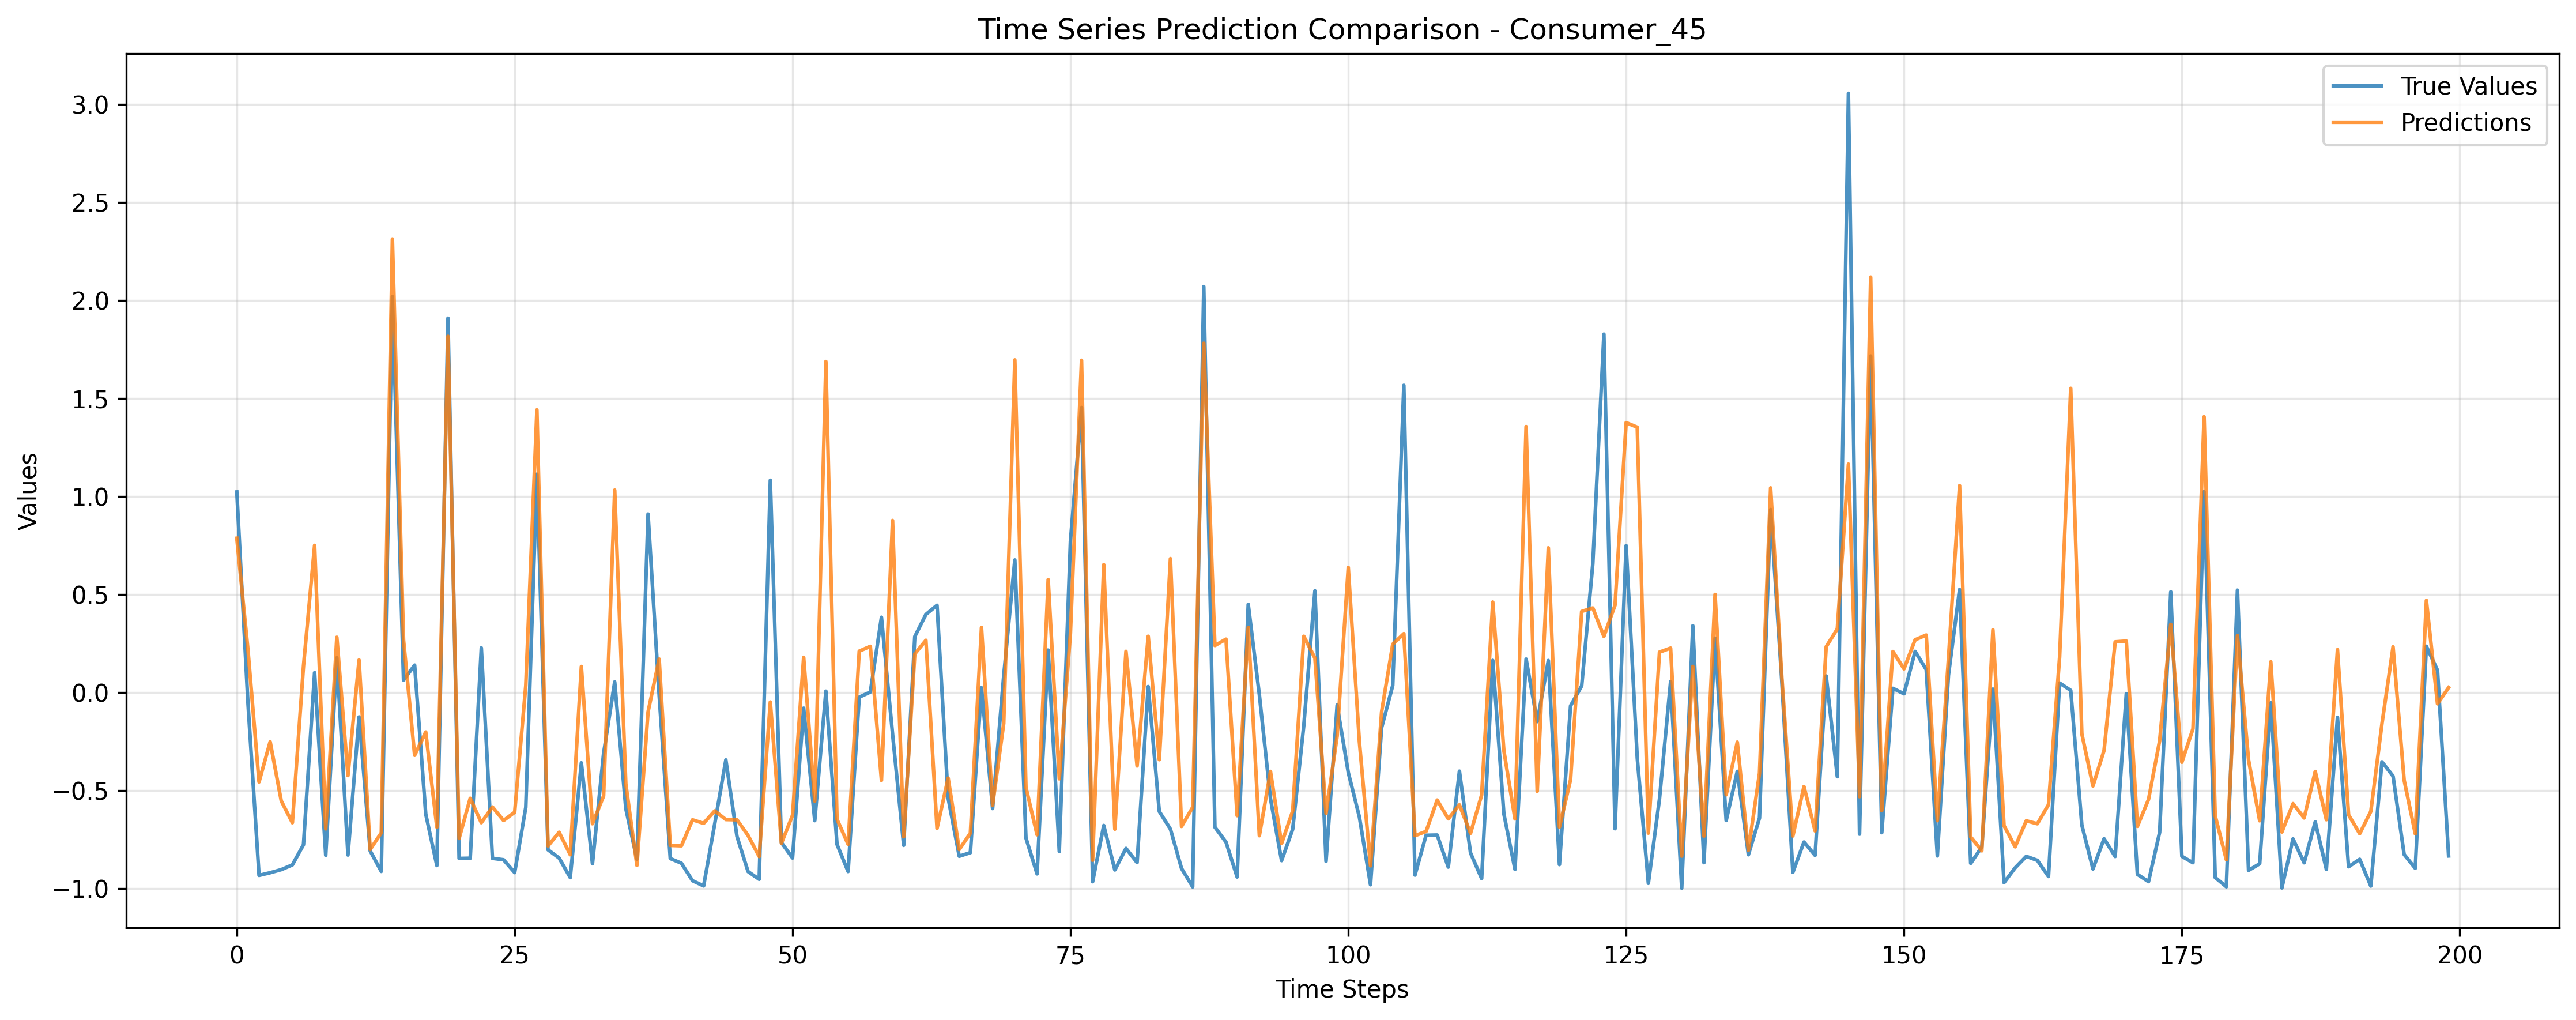 Time Series Prediction Comparison - Consumer_45
True Values
Predictions
Values
3.0
2.5
2.0
1.5
1.0
0.5
0.0
−0.5
−1.0
0 25 50 75 100 125 150 175 200
Time Steps